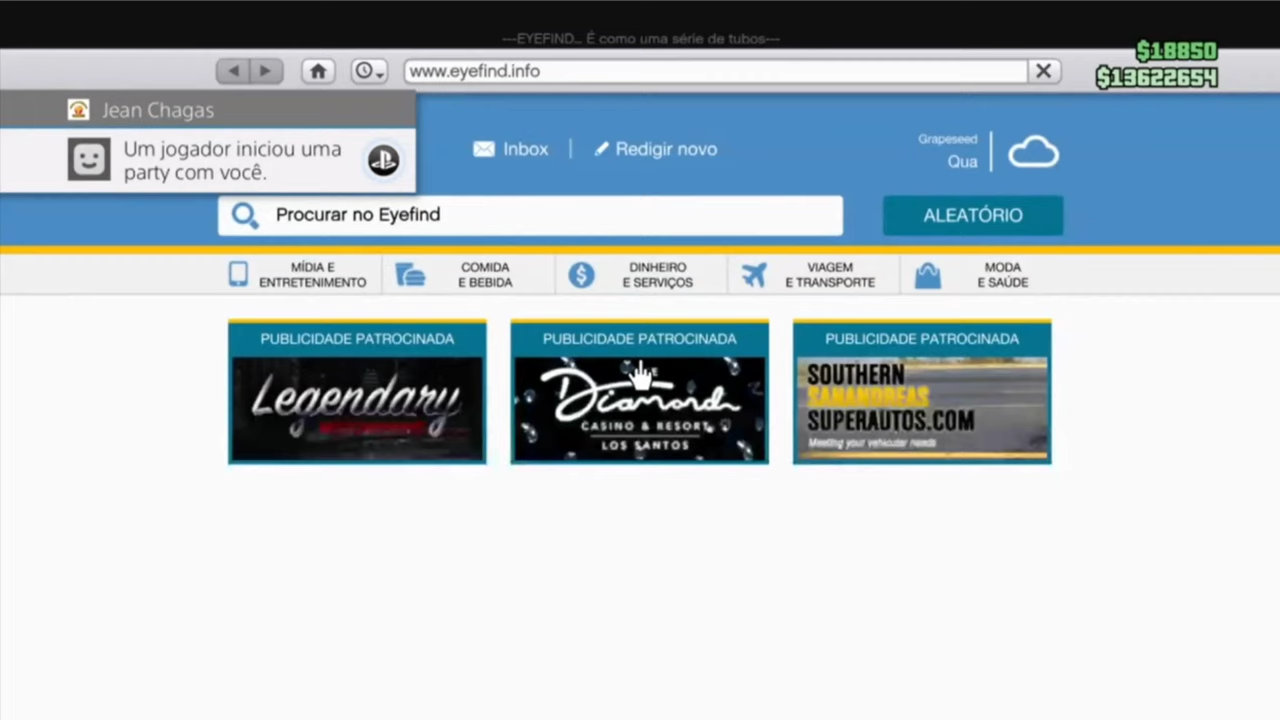 ---EYEFIND... É como uma série de tubos---
$18850
$13622654
www.eyefind.info
Jean Chagas
Um jogador iniciou uma
party com você.
Inbox
Redigir novo
Grapeseed
Qua
Procurar no Eyefind
ALEATÓRIO
MÍDIA E
ENTRETENIMENTO
COMIDA
E BEBIDA
DINHEIRO
E SERVIÇOS
VIAGEM
E TRANSPORTE
MODA
E SAÚDE
PUBLICIDADE PATROCINADA
Legendary
PUBLICIDADE PATROCINADA
Diamond
CASINO & RESORT
LOS SANTOS
PUBLICIDADE PATROCINADA
SOUTHERN
SANANDREAS
SUPERAUTOS.COM
Meeting your vehicular needs